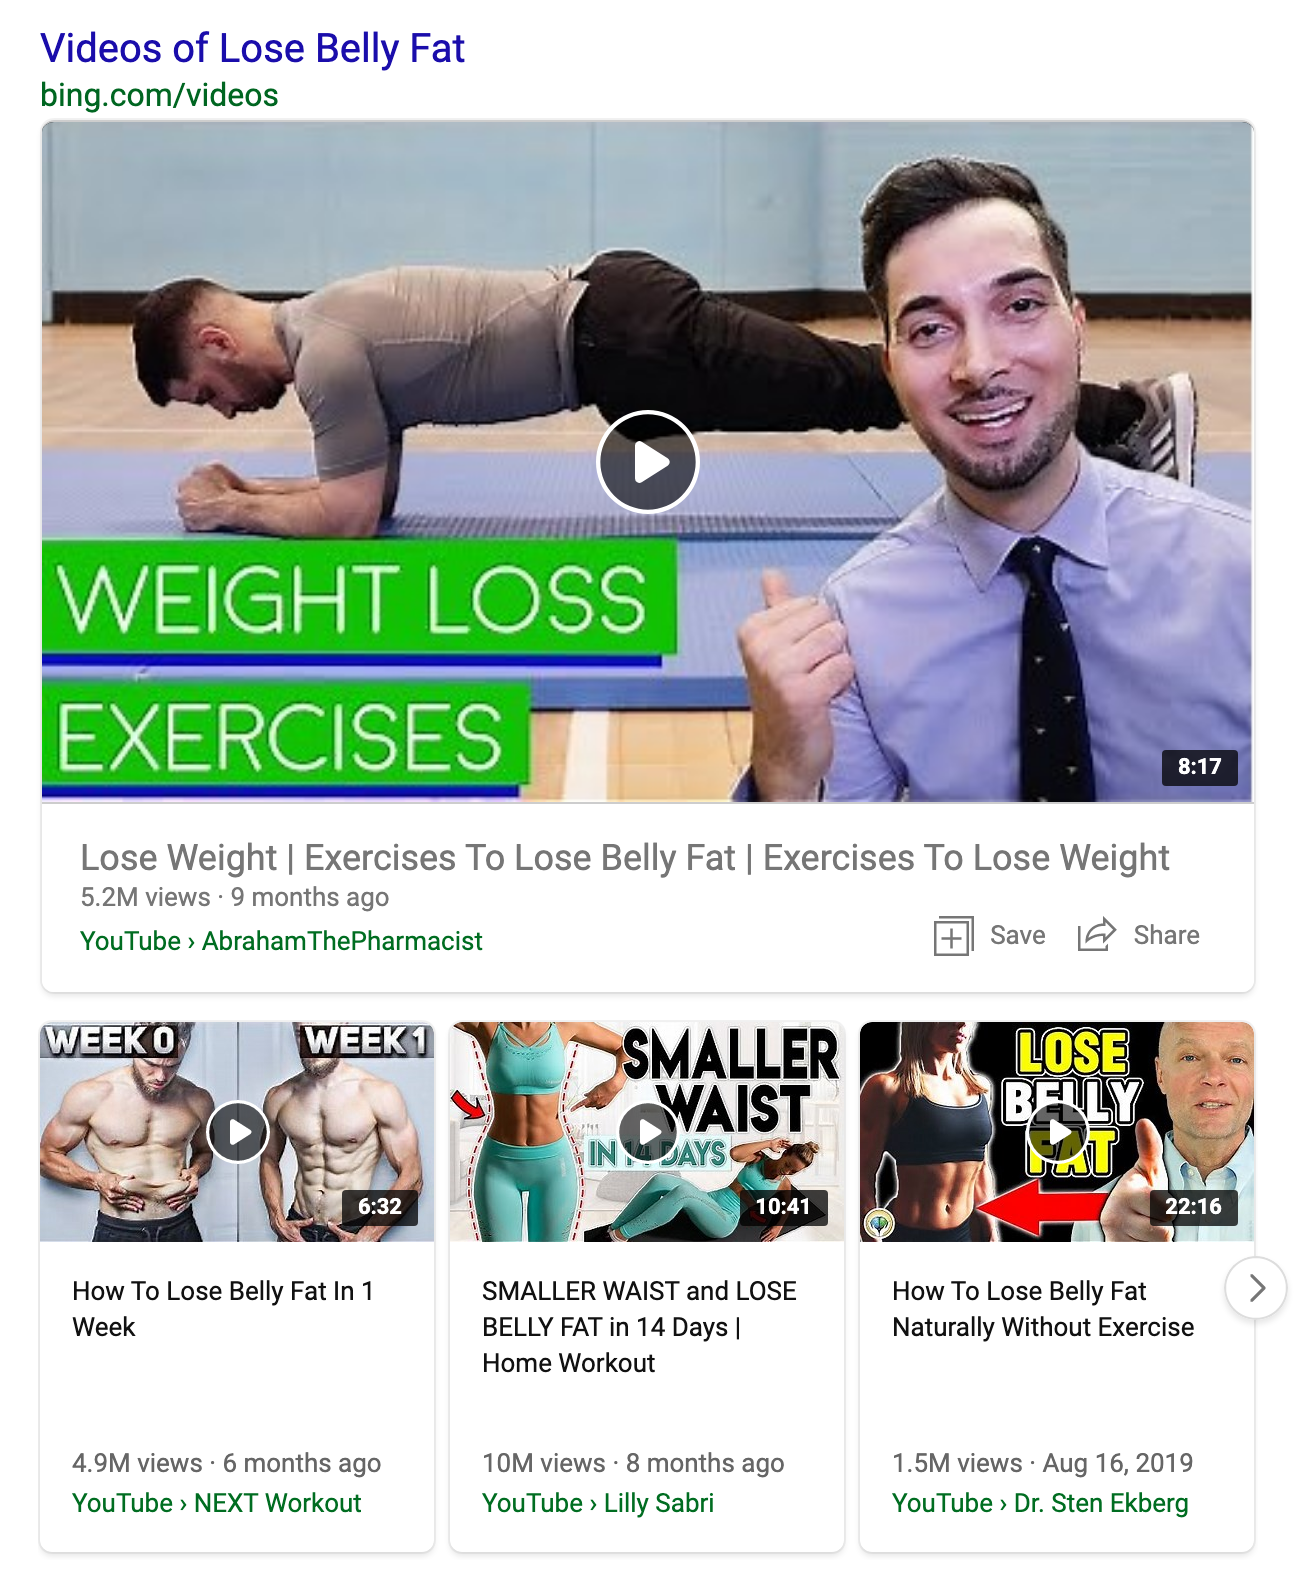 Videos of Lose Belly Fat
bing.com/videos
WEIGHT LOSS
EXERCISES
8:17
Lose Weight | Exercises To Lose Belly Fat | Exercises To Lose Weight
5.2M views · 9 months ago
YouTube › AbrahamThePharmacist
Save
Share
WEEK 0
WEEK 1
6:32
How To Lose Belly Fat In 1
Week
4.9M views · 6 months ago
YouTube › NEXT Workout
SMALLER
WAIST
IN 14 DAYS
10:41
SMALLER WAIST and LOSE
BELLY FAT in 14 Days |
Home Workout
10M views · 8 months ago
YouTube › Lilly Sabri
LOSE
BELLY
FAT
22:16
How To Lose Belly Fat
Naturally Without Exercise
1.5M views · Aug 16, 2019
YouTube › Dr. Sten Ekberg